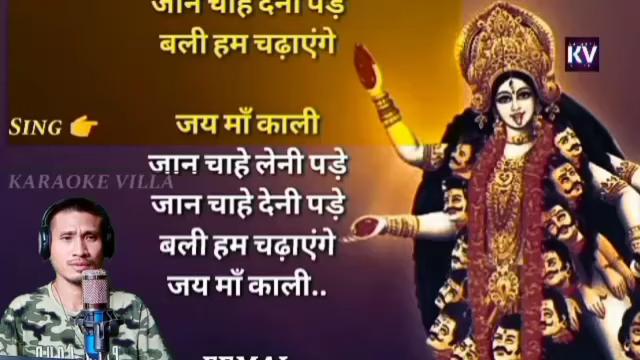 जान चाहे देनी पड़े
बली हम चढ़ाएंगे
KV
SING 👉 जय माँ काली
जान चाहे लेनी पड़े
KARAOKE VILLA
जान चाहे देनी पड़े
बली हम चढ़ाएंगे
जय माँ काली..